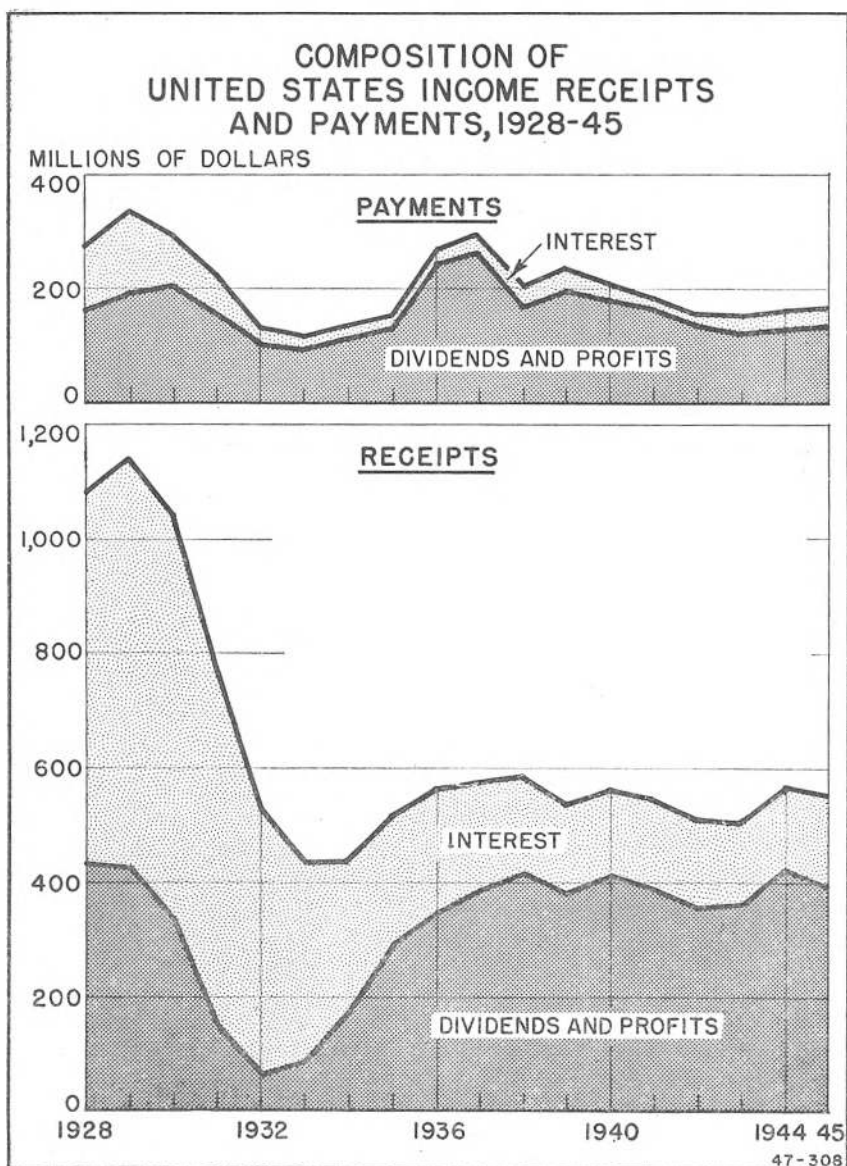 COMPOSITION OF
UNITED STATES INCOME RECEIPTS
AND PAYMENTS, 1928-45
MILLIONS OF DOLLARS
400
PAYMENTS
INTEREST
200
DIVIDENDS AND PROFITS
0
1,200
RECEIPTS
1,000
800
600
INTEREST
400
200
DIVIDENDS AND PROFITS
0
1928 1932 1936 1940 1944 45
47-308